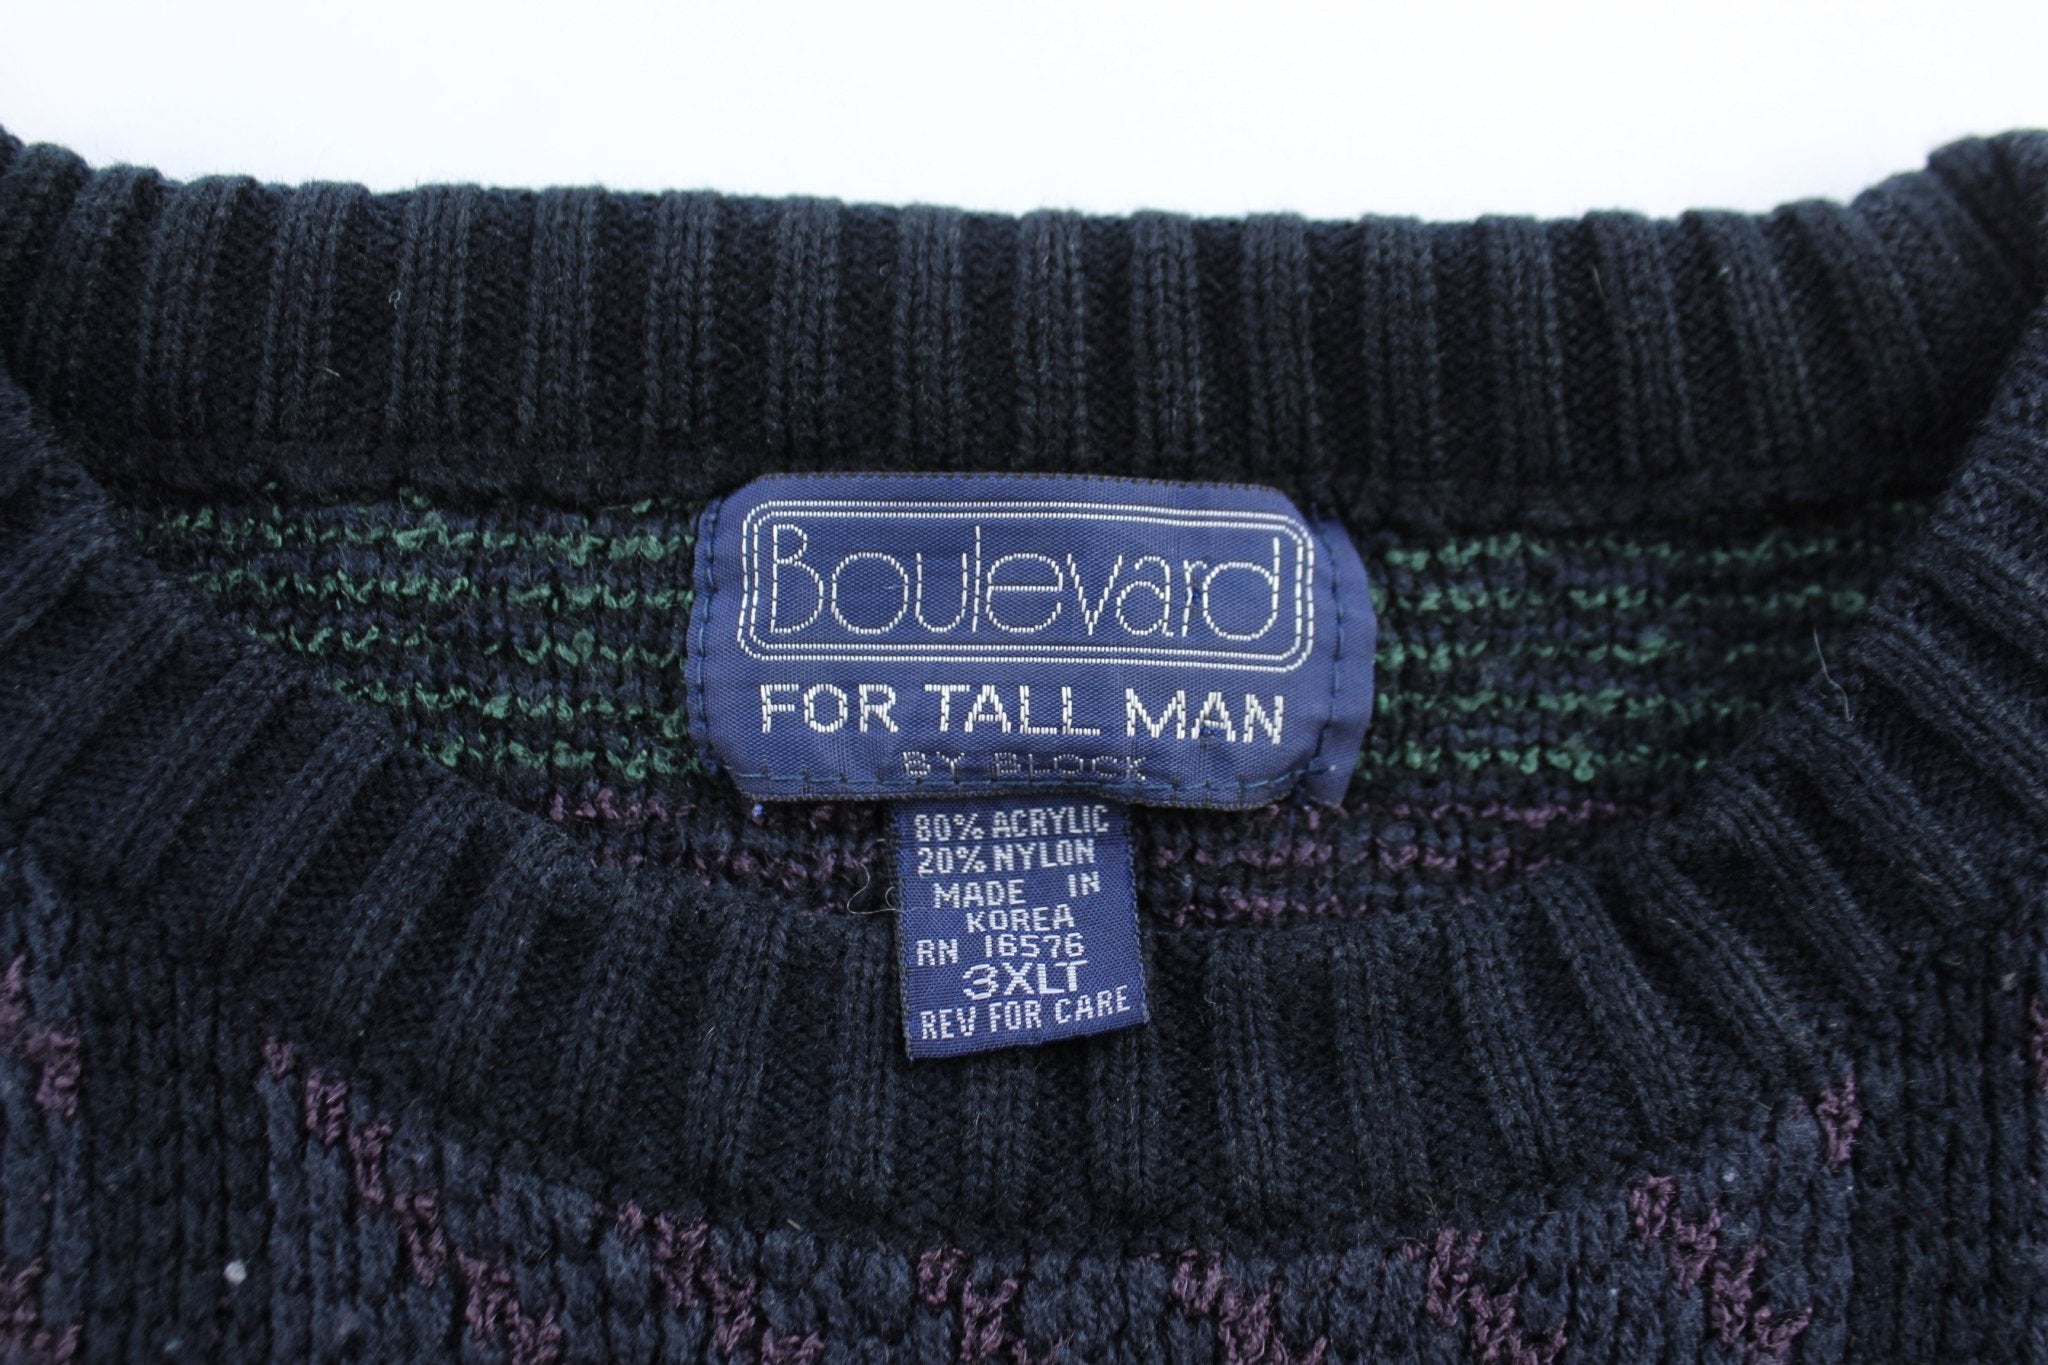 Boulevard
FOR TALL MAN
BY BLOCK
80% ACRYLIC
20% NYLON
MADE IN
KOREA
RN 16576
3XLT
REV FOR CARE